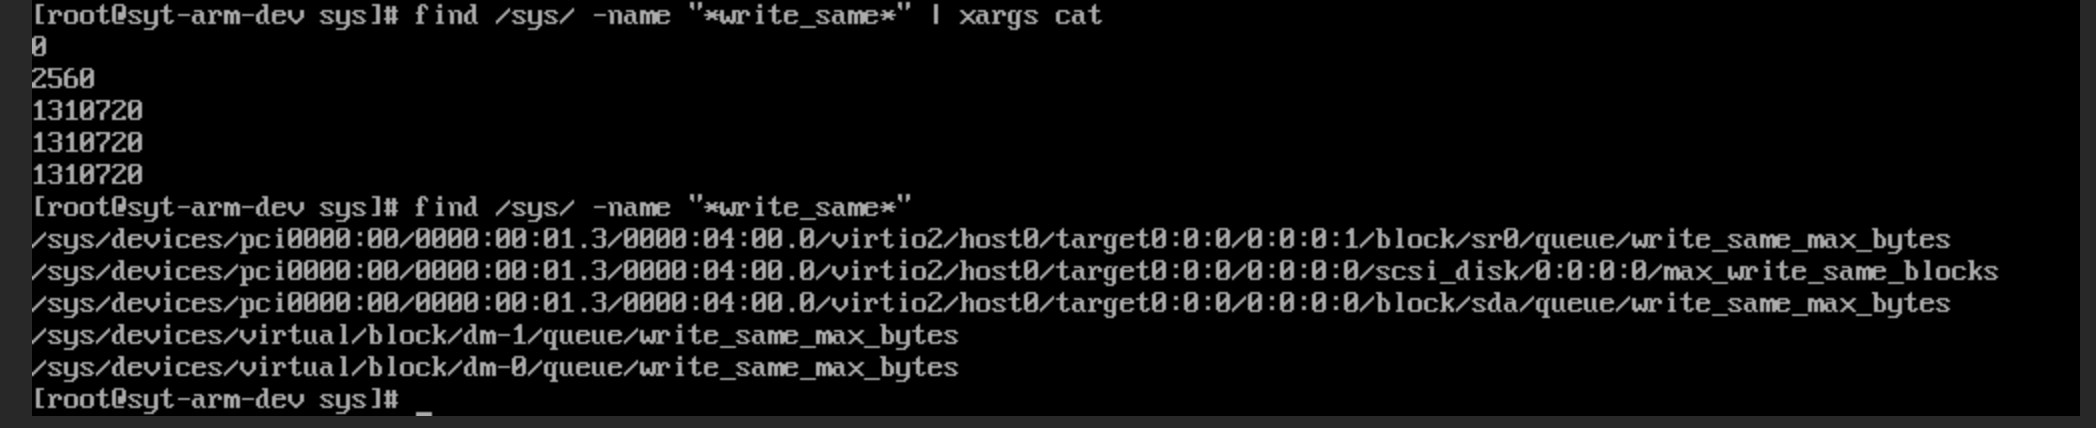 [root@syt-arm-dev sys]# find /sys/ -name "*write_same*" | xargs cat
0
2560
1310720
1310720
1310720
[root@syt-arm-dev sys]# find /sys/ -name "*write_same*"
/sys/devices/pci0000:00/0000:00:01.3/0000:04:00.0/virtio2/host0/target0:0:0/0:0:0:1/block/sr0/queue/write_same_max_bytes
/sys/devices/pci0000:00/0000:00:01.3/0000:04:00.0/virtio2/host0/target0:0:0/0:0:0:0/scsi_disk/0:0:0:0/max_write_same_blocks
/sys/devices/pci0000:00/0000:00:01.3/0000:04:00.0/virtio2/host0/target0:0:0/0:0:0:0/block/sda/queue/write_same_max_bytes
/sys/devices/virtual/block/dm-1/queue/write_same_max_bytes
/sys/devices/virtual/block/dm-0/queue/write_same_max_bytes
[root@syt-arm-dev sys]# _